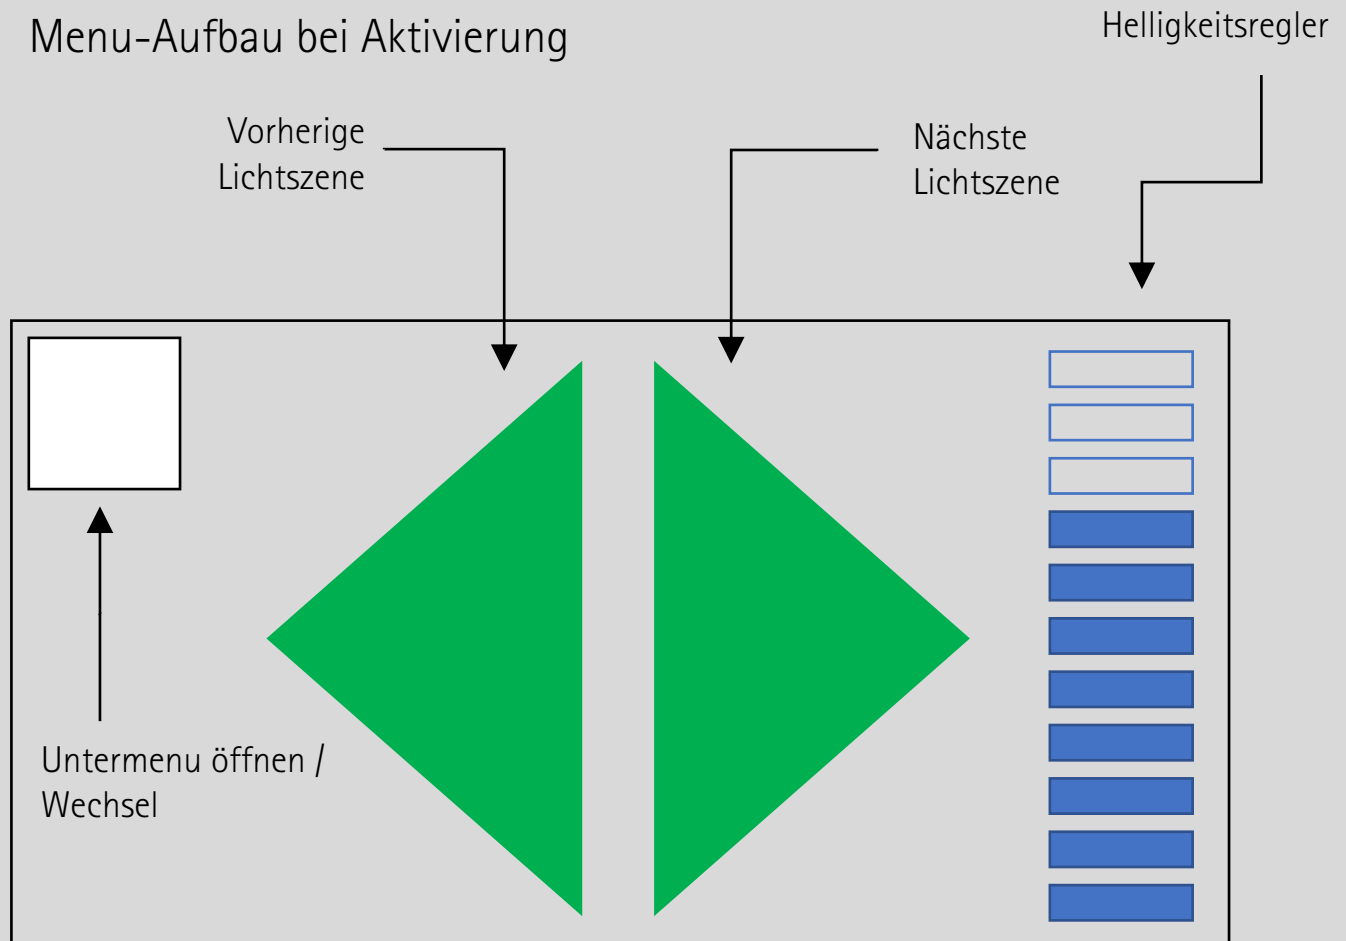 Menu-Aufbau bei Aktivierung
Helligkeitsregler
Vorherige
Lichtszene
Nächste
Lichtszene
Untermenu öffnen /
Wechsel